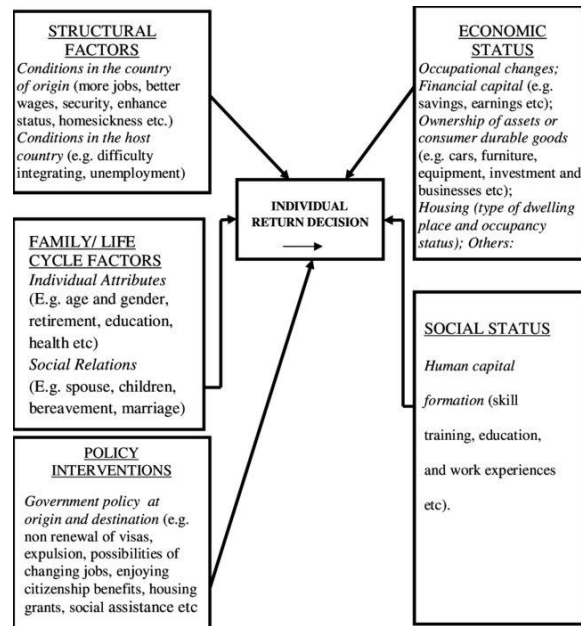 STRUCTURAL
FACTORS
Conditions in the country
of origin (more jobs, better
wages, security, enhance
status, homesickness etc.)
Conditions in the host
country (e.g. difficulty
integrating, unemployment)
FAMILY/ LIFE
CYCLE FACTORS
Individual Attributes
(E.g. age and gender,
retirement, education,
health etc)
Social Relations
(E.g. spouse, children,
bereavement, marriage)
POLICY
INTERVENTIONS
Government policy at
origin and destination (e.g.
non renewal of visas,
expulsion, possibilities of
changing jobs, enjoying
citizenship benefits, housing
grants, social assistance etc
INDIVIDUAL
RETURN DECISION
ECONOMIC
STATUS
Occupational changes;
Financial capital (e.g.
savings, earnings etc);
Ownership of assets or
consumer durable goods
(e.g. cars, furniture,
equipment, investment and
businesses etc);
Housing (type of dwelling
place and occupancy
status); Others:
SOCIAL STATUS
Human capital
formation (skill
training, education,
and work experiences
etc).